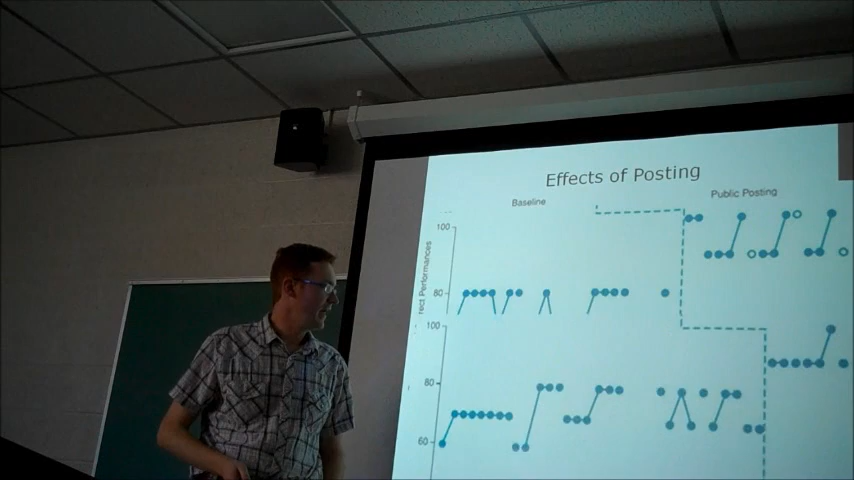 Effects of Posting
Baseline
Public Posting
100
rect Performances
80
100
80
60